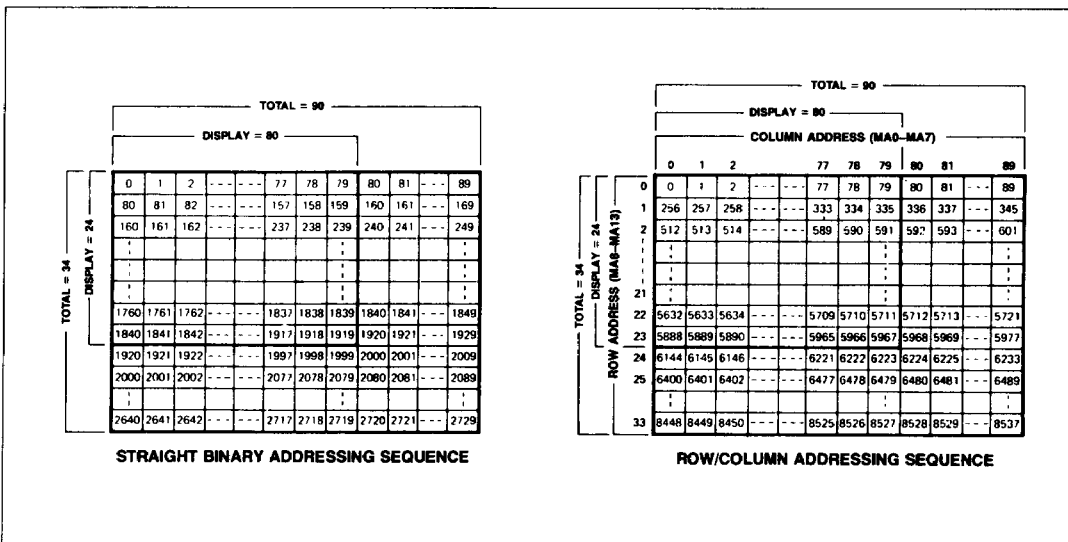 TOTAL = 90
DISPLAY = 80
TOTAL = 34
DISPLAY = 24
0 1 2 - - - - - - 77 78 79 80 81 - - - 89
80 81 82 - - - - - - 157 158 159 160 161 - - - 169
160 161 162 - - - - - - 237 238 239 240 241 - - - 249
1760 1761 1762 - - - - - - 1837 1838 1839 1840 1841 - - - 1849
1840 1841 1842 - - - - - - 1917 1918 1919 1920 1921 - - - 1929
1920 1921 1922 - - - - - - 1997 1998 1999 2000 2001 - - - 2009
2000 2001 2002 - - - - - - 2077 2078 2079 2080 2081 - - - 2089
2640 2641 2642 - - - - - - 2717 2718 2719 2720 2721 - - - 2729
STRAIGHT BINARY ADDRESSING SEQUENCE
TOTAL = 90
DISPLAY = 80
COLUMN ADDRESS (MA0–MA7)
TOTAL = 34
DISPLAY = 24
ROW ADDRESS (MA8–MA13)
0 1 2 77 78 79 80 81 89
0 0 1 2 - - - - - - 77 78 79 80 81 - - - 89
1 256 257 258 - - - - - - 333 334 335 336 337 - - - 345
2 512 513 514 - - - - - - 589 590 591 592 593 - - - 601
21
22 5632 5633 5634 - - - - - - 5709 5710 5711 5712 5713 - - - 5721
23 5888 5889 5890 - - - - - - 5965 5966 5967 5968 5969 - - - 5977
24 6144 6145 6146 - - - - - - 6221 6222 6223 6224 6225 - - - 6233
25 6400 6401 6402 - - - - - - 6477 6478 6479 6480 6481 - - - 6489
33 8448 8449 8450 - - - - - - 8525 8526 8527 8528 8529 - - - 8537
ROW/COLUMN ADDRESSING SEQUENCE